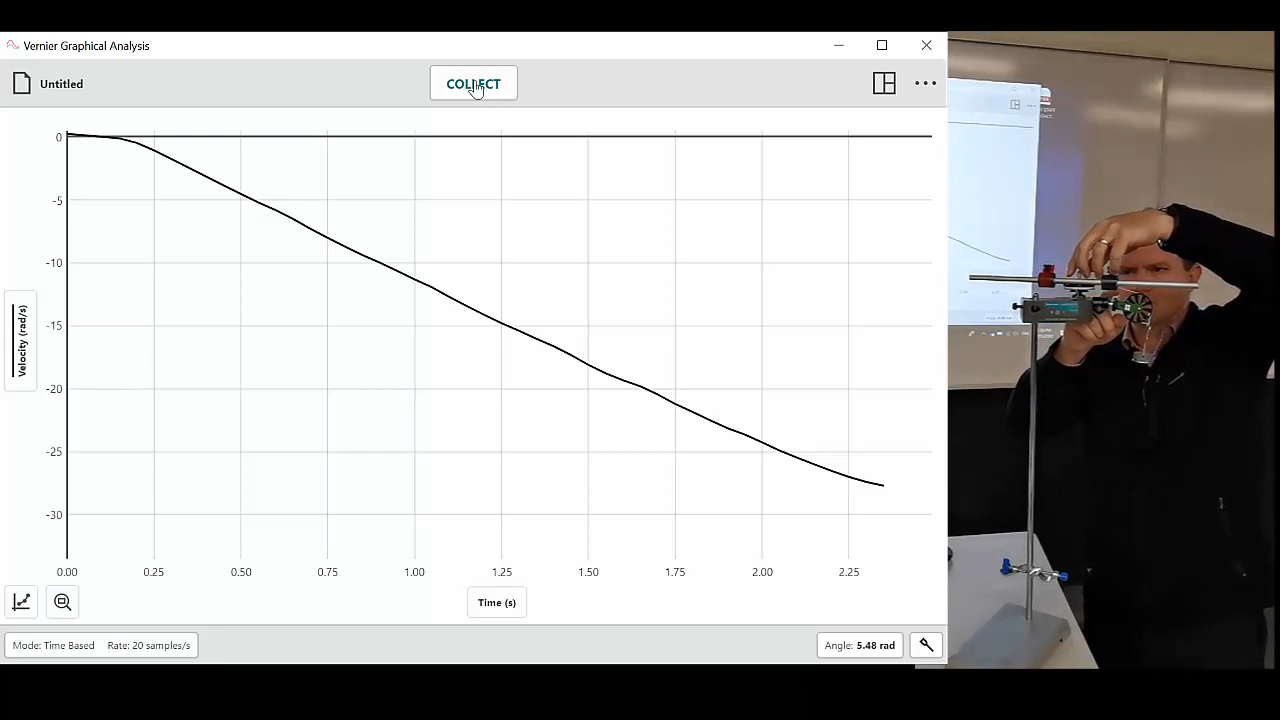 Vernier Graphical Analysis
Untitled
COLLECT
0
-5
-10
-15
-20
-25
-30
Velocity (rad/s)
0.00 0.25 0.50 0.75 1.00 1.25 1.50 1.75 2.00 2.25
Time (s)
Mode: Time Based Rate: 20 samples/s
Angle: 5.48 rad